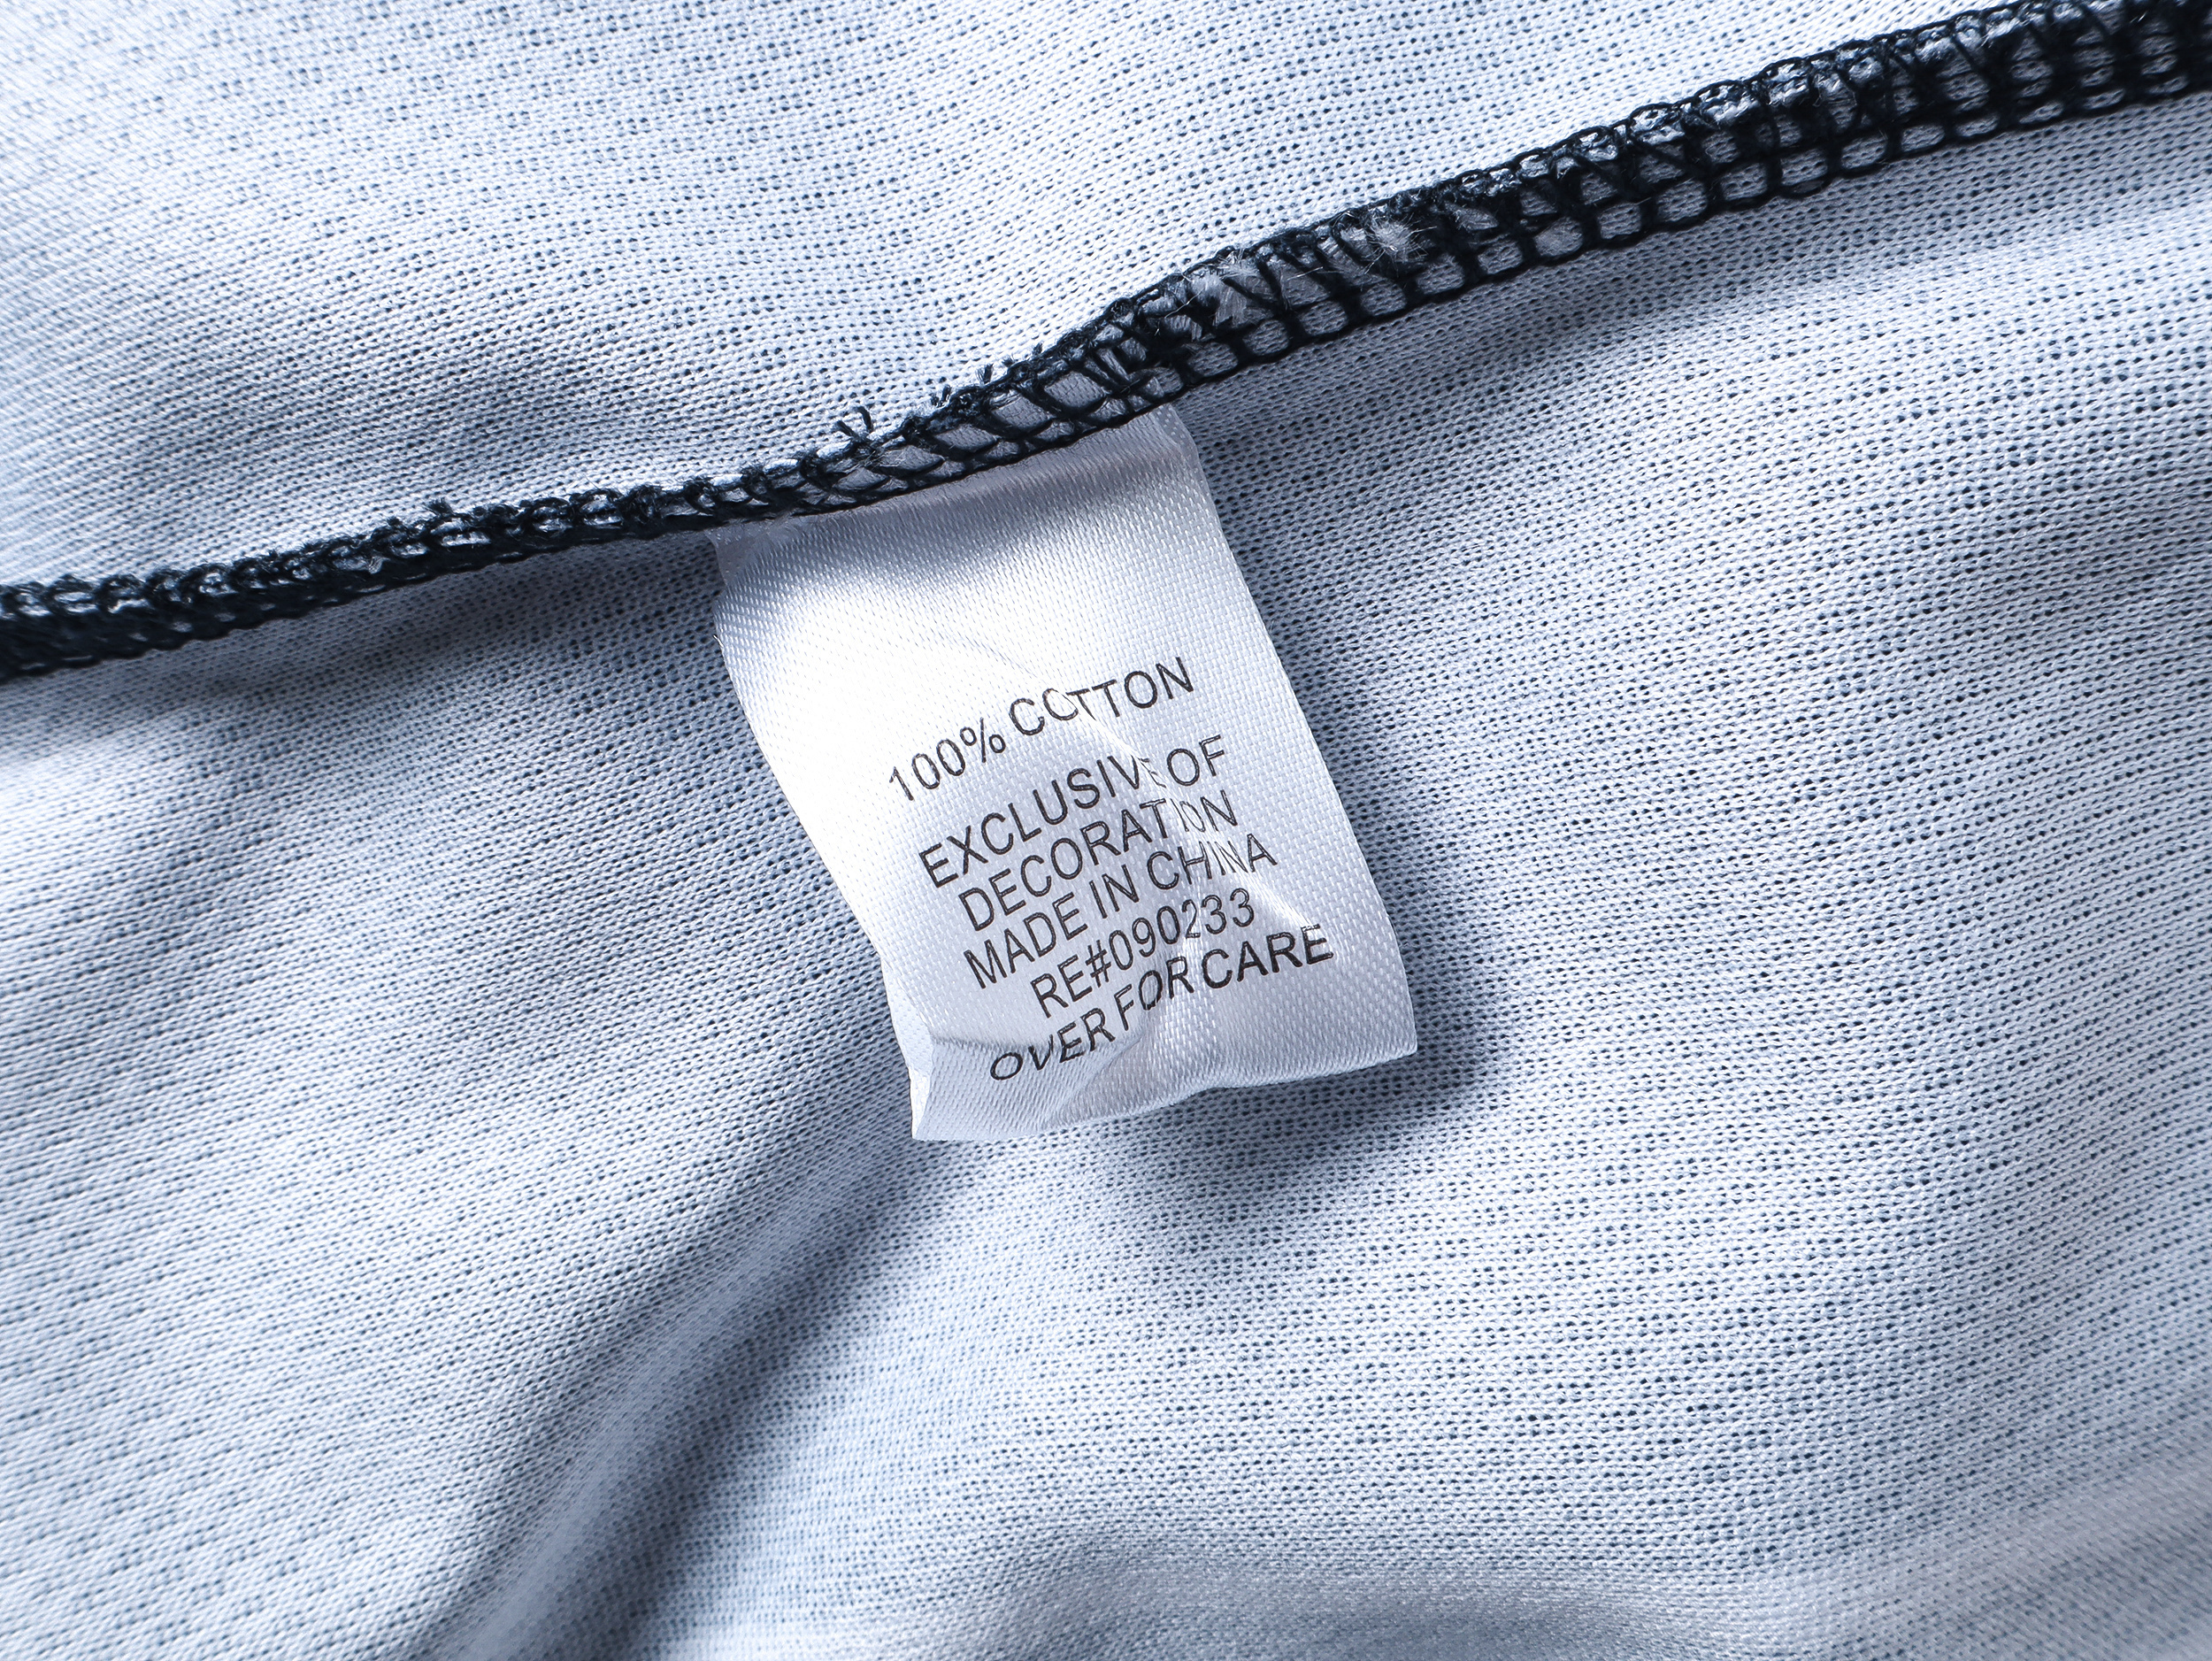 100% COTTON
EXCLUSIVE OF
DECORATION
MADE IN CHINA
RE#090233
OVER FOR CARE